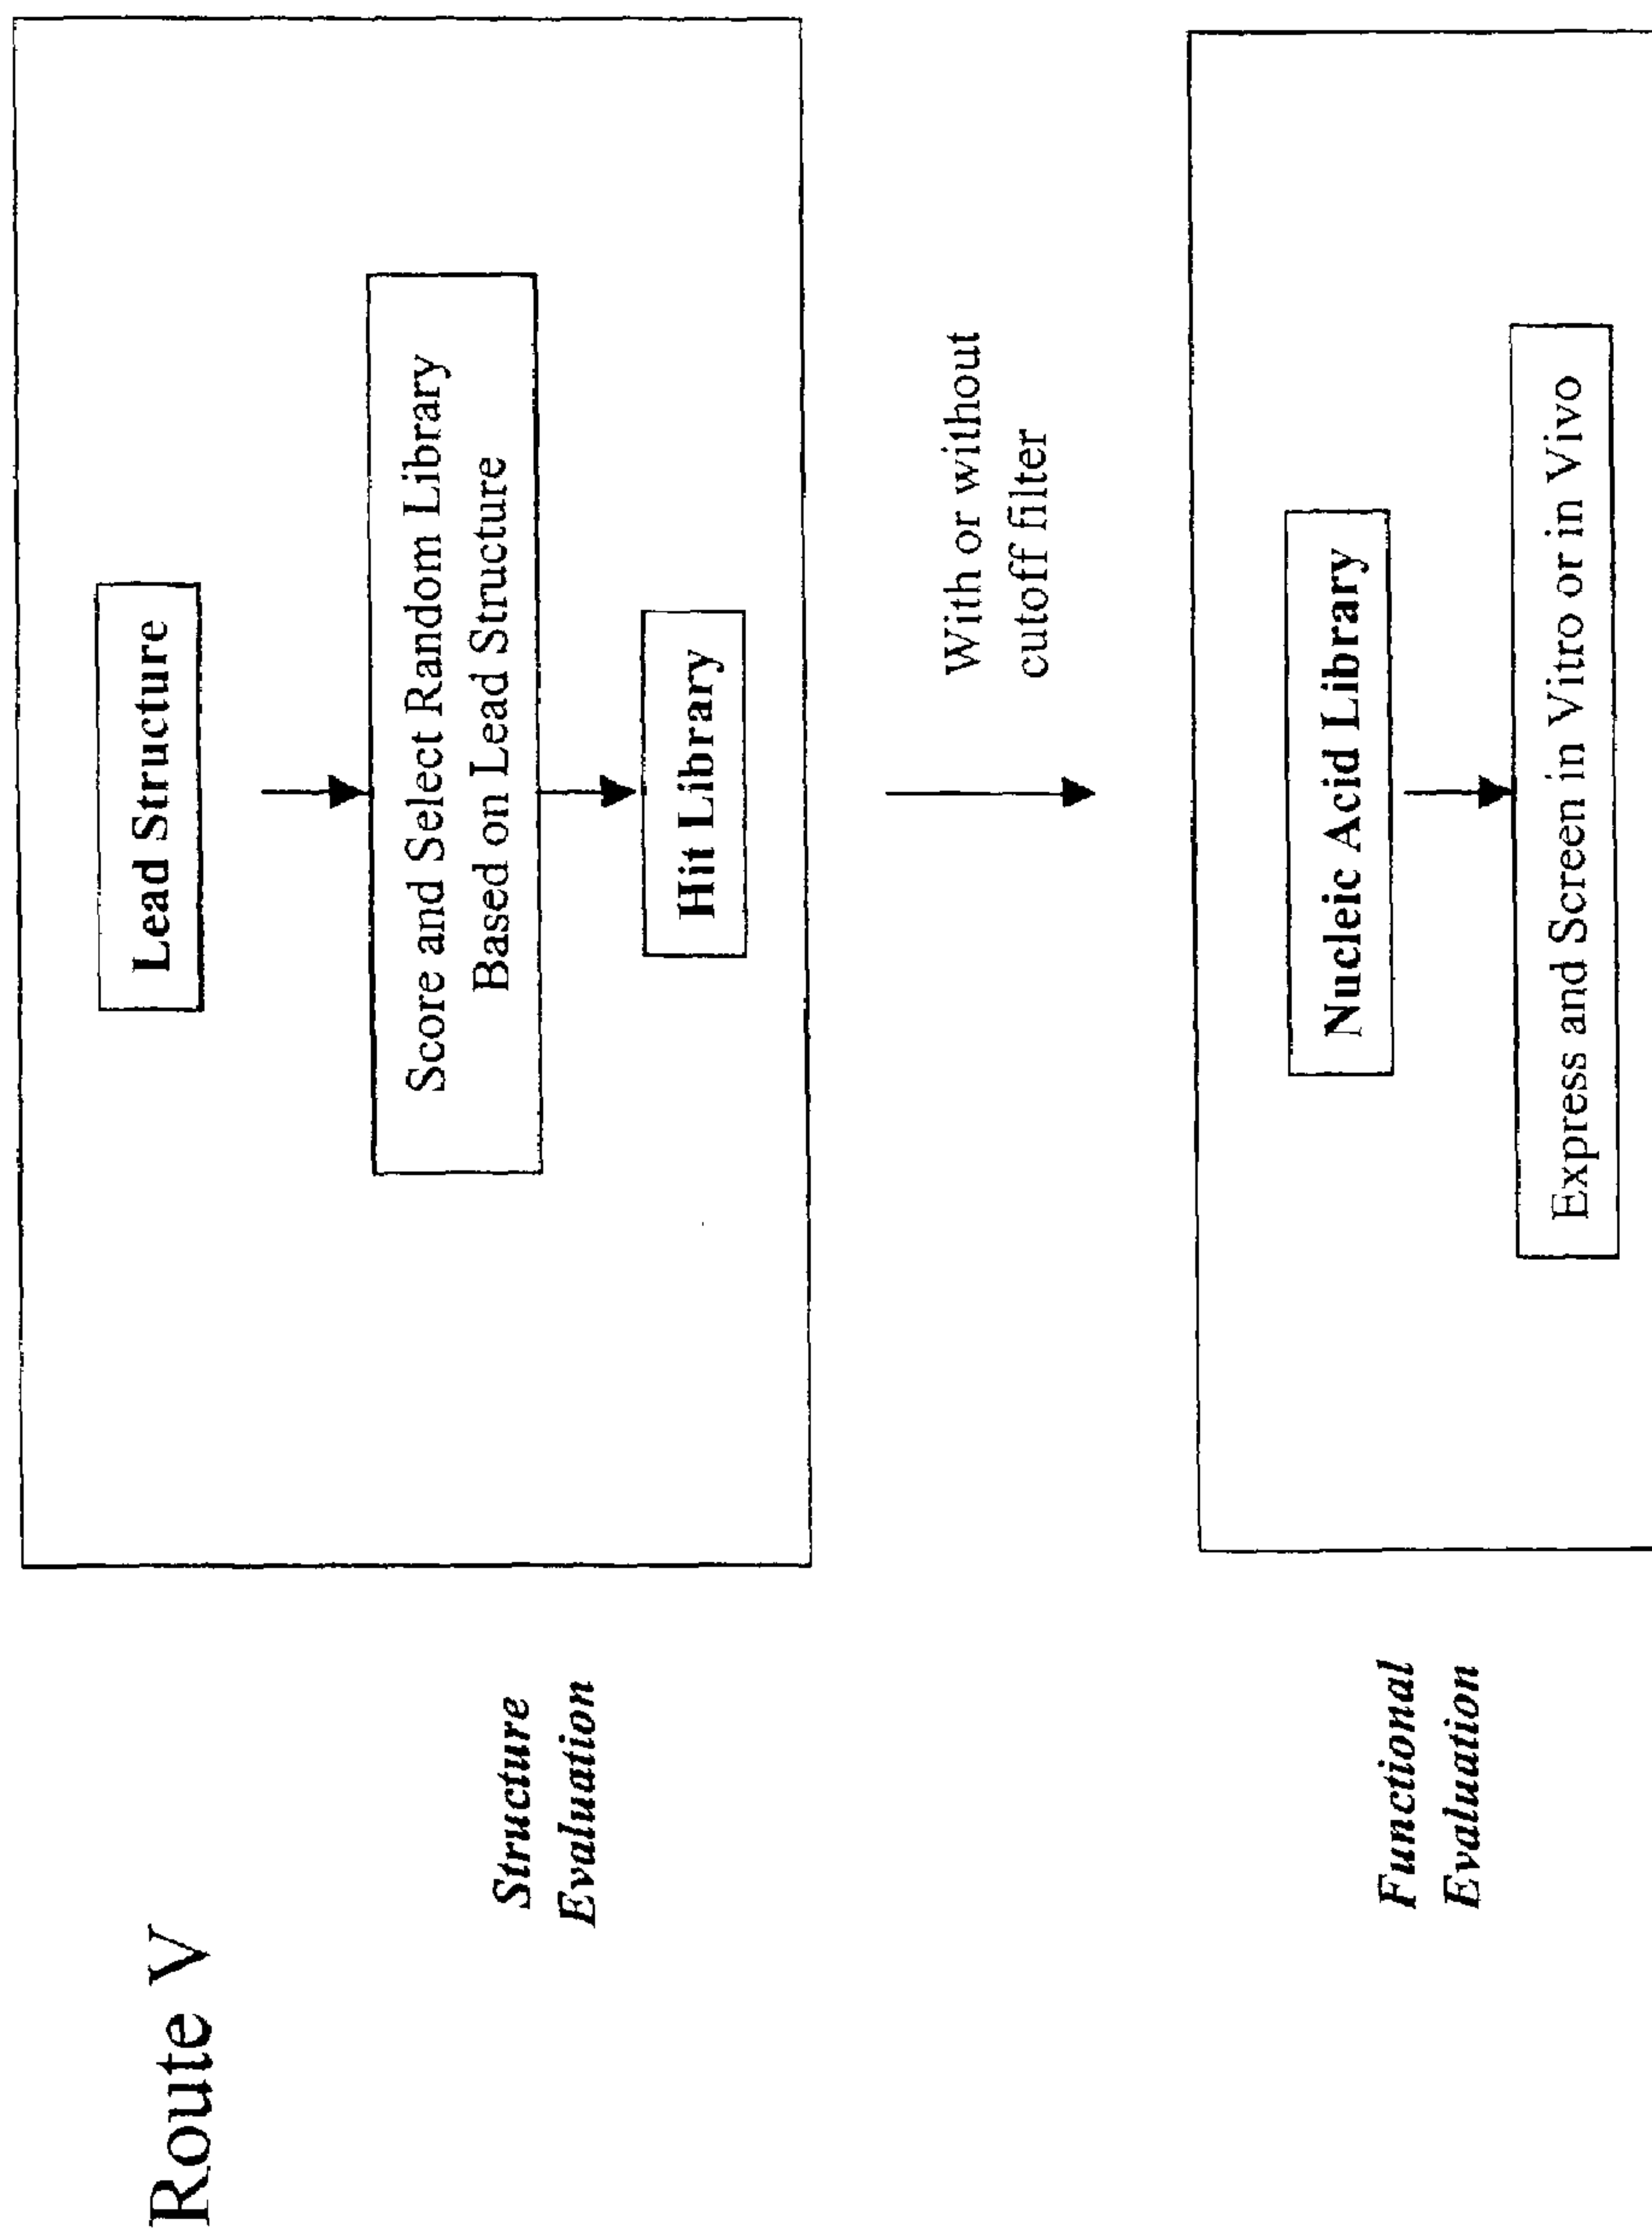 Route V
Structure
Evaluation
Lead Structure
Score and Select Random Library
Based on Lead Structure
Hit Library
With or without
cutoff filter
Functional
Evaluation
Nucleic Acid Library
Express and Screen in Vitro or in Vivo